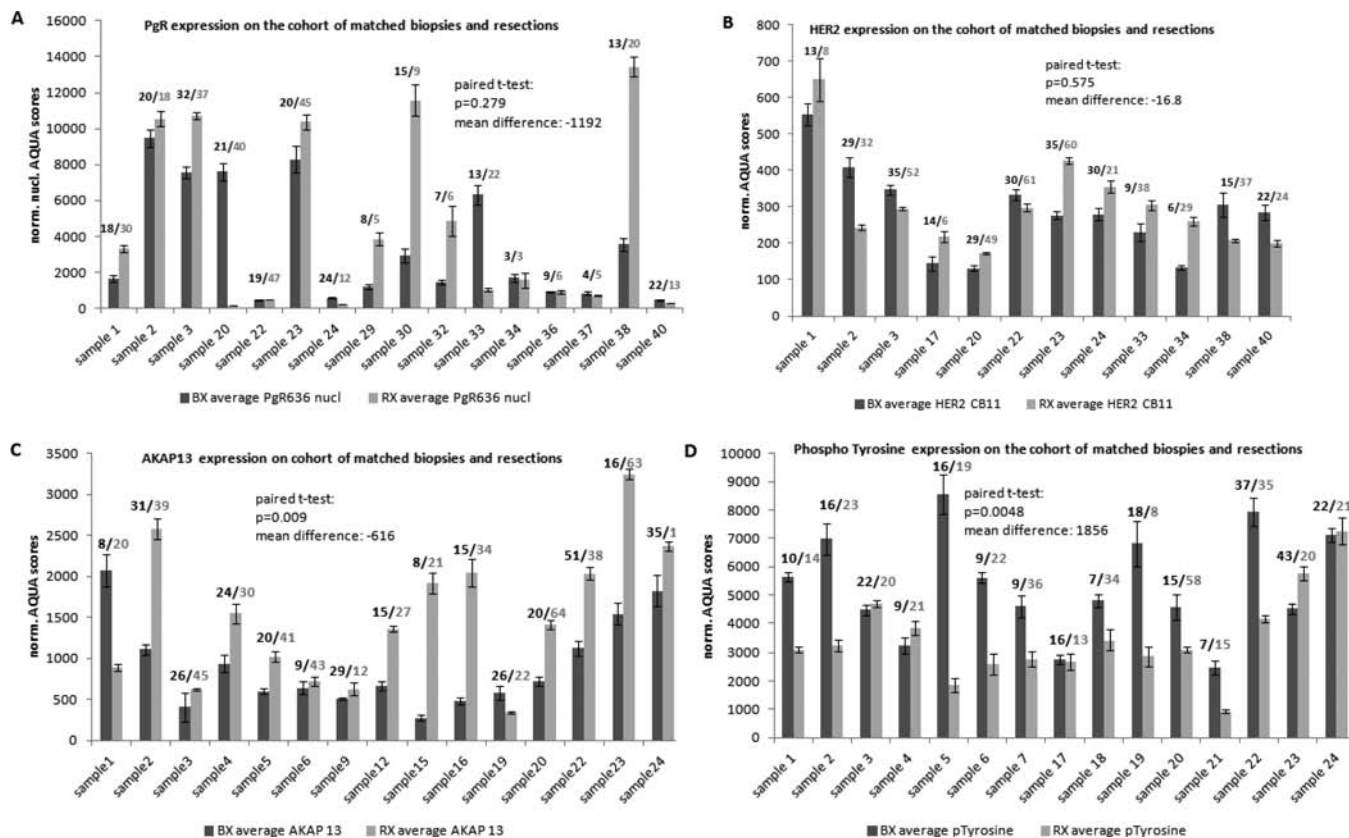 A
PgR expression on the cohort of matched biopsies and resections
norm. nucl. AQUA scores
16000
14000
12000
10000
8000
6000
4000
2000
0
18/30
20/18
32/37
21/40
19/47
20/45
24/12
8/5
15/9
7/6
13/22
3/3
9/6
4/5
13/20
22/13
paired t-test:
p=0.279
mean difference: -1192
sample 1
sample 2
sample 3
sample 20
sample 22
sample 23
sample 24
sample 29
sample 30
sample 32
sample 33
sample 34
sample 36
sample 37
sample 38
sample 40
BX average PgR636 nucl
RX average PgR636 nucl
B
HER2 expression on the cohort of matched biopsies and resections
norm. AQUA scores
800
700
600
500
400
300
200
100
0
13/8
29/32
35/52
14/6
29/49
30/61
35/60
30/21
9/38
6/29
15/37
22/24
paired t-test:
p=0.575
mean difference: -16.8
sample 1
sample 2
sample 3
sample 17
sample 20
sample 22
sample 23
sample 24
sample 33
sample 34
sample 38
sample 40
BX average HER2 CB11
RX average HER2 CB11
C
AKAP13 expression on cohort of matched biopsies and resections
norm. AQUA scores
3500
3000
2500
2000
1500
1000
500
0
8/20
31/39
26/45
24/30
20/41
9/43
29/12
15/27
8/21
15/34
26/22
20/64
51/38
16/63
35/1
paired t-test:
p=0.009
mean difference: -616
sample1
sample2
sample3
sample4
sample5
sample6
sample9
sample12
sample15
sample16
sample19
sample20
sample22
sample23
sample24
BX average AKAP 13
RX average AKAP 13
D
Phospho Tyrosine expression on the cohort of matched biospies and resections
norm. AQUA scores
10000
9000
8000
7000
6000
5000
4000
3000
2000
1000
0
10/14
16/23
22/20
9/21
16/19
9/22
9/36
16/13
7/34
18/8
15/58
7/15
37/35
43/20
22/21
paired t-test:
p=0.0048
mean difference: 1856
sample 1
sample 2
sample 3
sample 4
sample 5
sample 6
sample 7
sample 17
sample 18
sample 19
sample 20
sample 21
sample 22
sample 23
sample 24
BX average pTyrosine
RX average pTyrosine